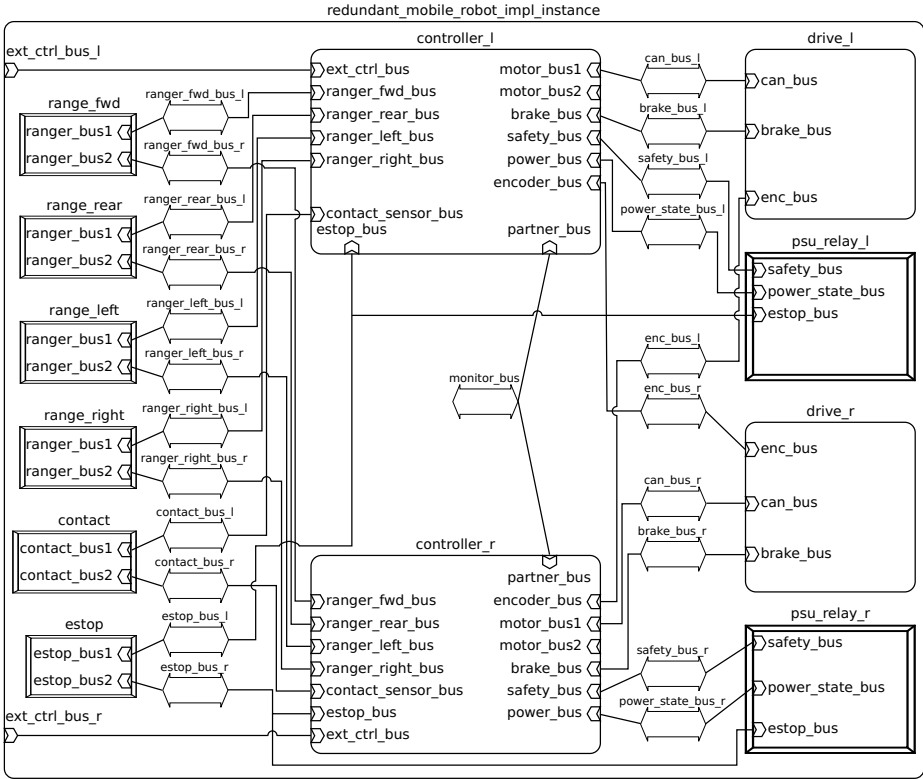 redundant_mobile_robot_impl_instance
ext_ctrl_bus_l
range_fwd
ranger_bus1
ranger_bus2
range_rear
ranger_bus1
ranger_bus2
range_left
ranger_bus1
ranger_bus2
range_right
ranger_bus1
ranger_bus2
contact
contact_bus1
contact_bus2
estop
estop_bus1
estop_bus2
ext_ctrl_bus_r
ranger_fwd_bus_l
ranger_fwd_bus_r
ranger_rear_bus_l
ranger_rear_bus_r
ranger_left_bus_l
ranger_left_bus_r
ranger_right_bus_l
ranger_right_bus_r
contact_bus_l
contact_bus_r
estop_bus_l
estop_bus_r
controller_l
ext_ctrl_bus
ranger_fwd_bus
ranger_rear_bus
ranger_left_bus
ranger_right_bus
contact_sensor_bus
estop_bus
motor_bus1
motor_bus2
brake_bus
safety_bus
power_bus
encoder_bus
partner_bus
monitor_bus
controller_r
partner_bus
ranger_fwd_bus
ranger_rear_bus
ranger_left_bus
ranger_right_bus
contact_sensor_bus
estop_bus
ext_ctrl_bus
encoder_bus
motor_bus1
motor_bus2
brake_bus
safety_bus
power_bus
can_bus_l
brake_bus_l
safety_bus_l
power_state_bus_l
enc_bus_l
enc_bus_r
can_bus_r
brake_bus_r
safety_bus_r
power_state_bus_r
drive_l
can_bus
brake_bus
enc_bus
psu_relay_l
safety_bus
power_state_bus
estop_bus
drive_r
enc_bus
can_bus
brake_bus
psu_relay_r
safety_bus
power_state_bus
estop_bus